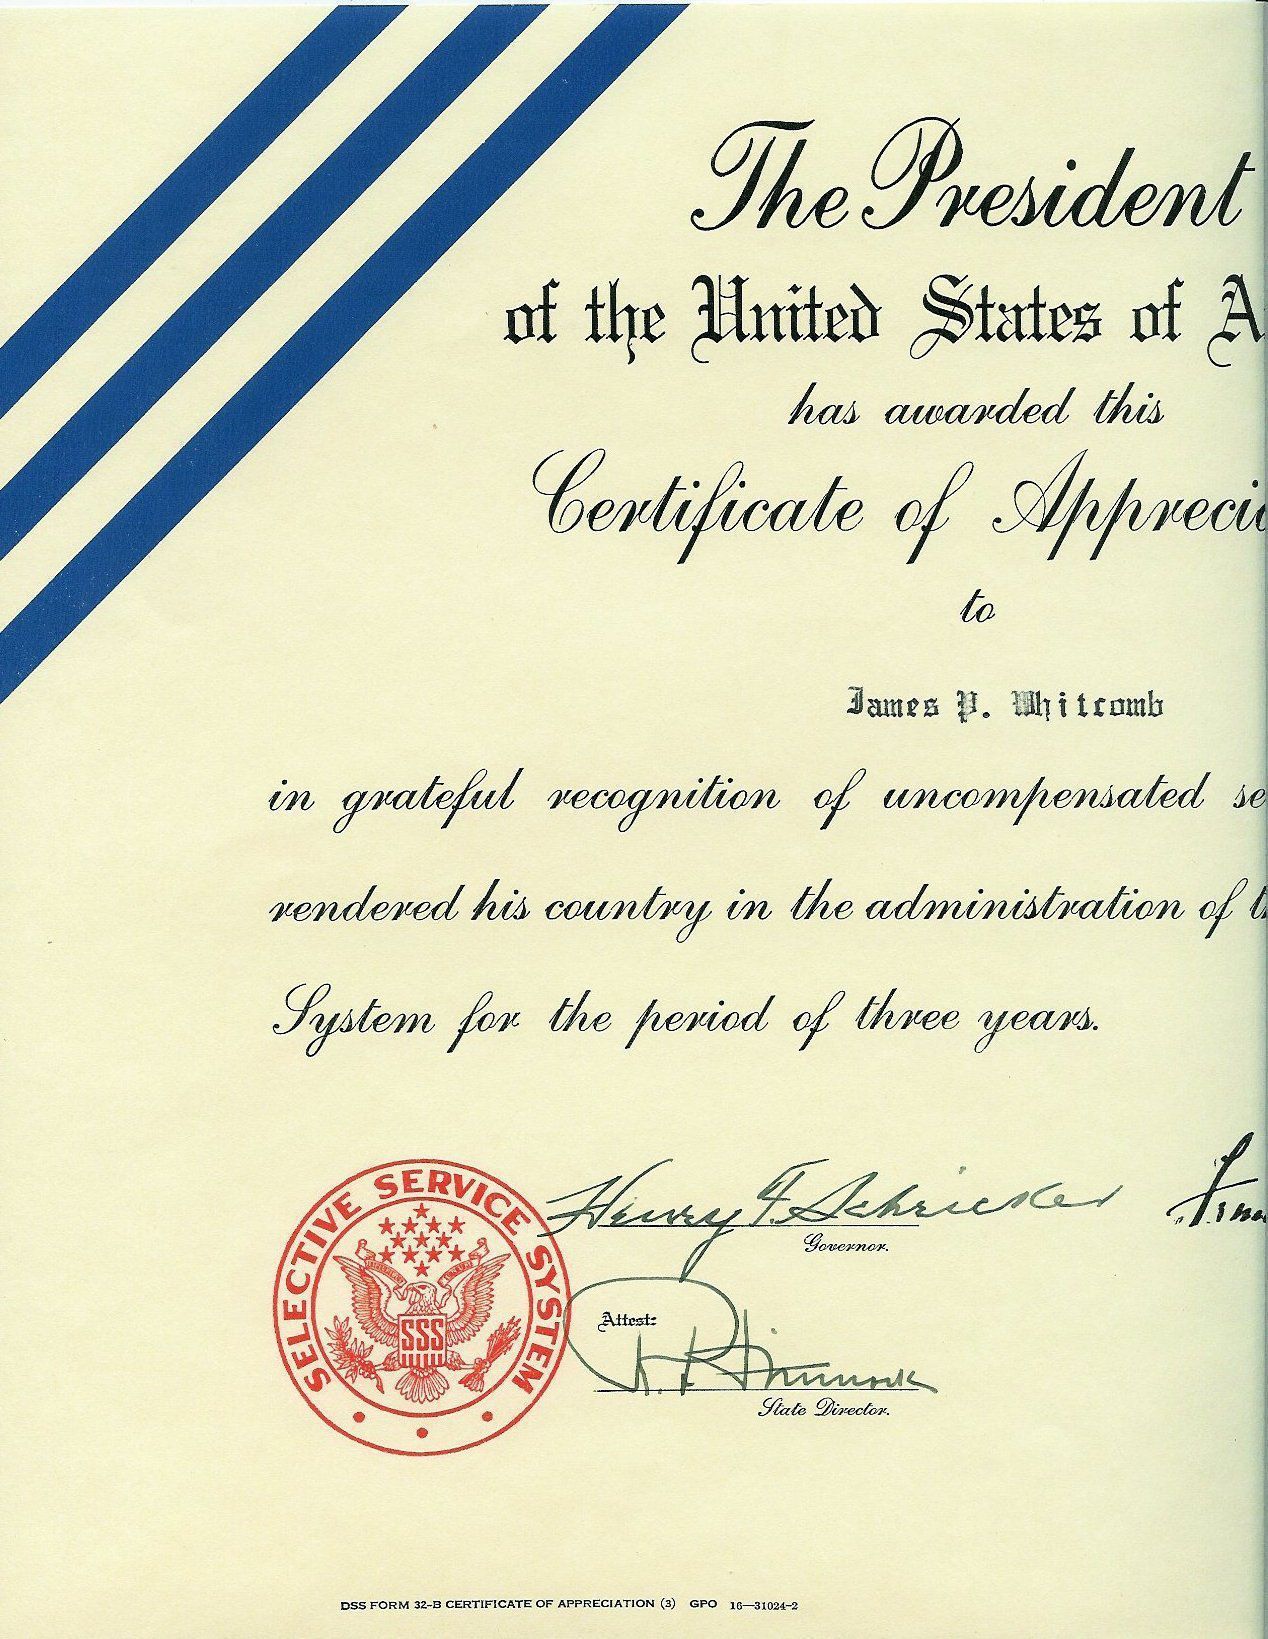 The President
of the United States of A
has awarded this
Certificate of Appreci
to
James P. Whitcomb
in grateful recognition of uncompensated se
rendered his country in the administration of t
System for the period of three years.
SELECTIVE SERVICE SYSTEM
SSS
Henry F. Schricker
Governor.
Attest:
State Director.
DSS FORM 32-B CERTIFICATE OF APPRECIATION (3) GPO 16—31024-2